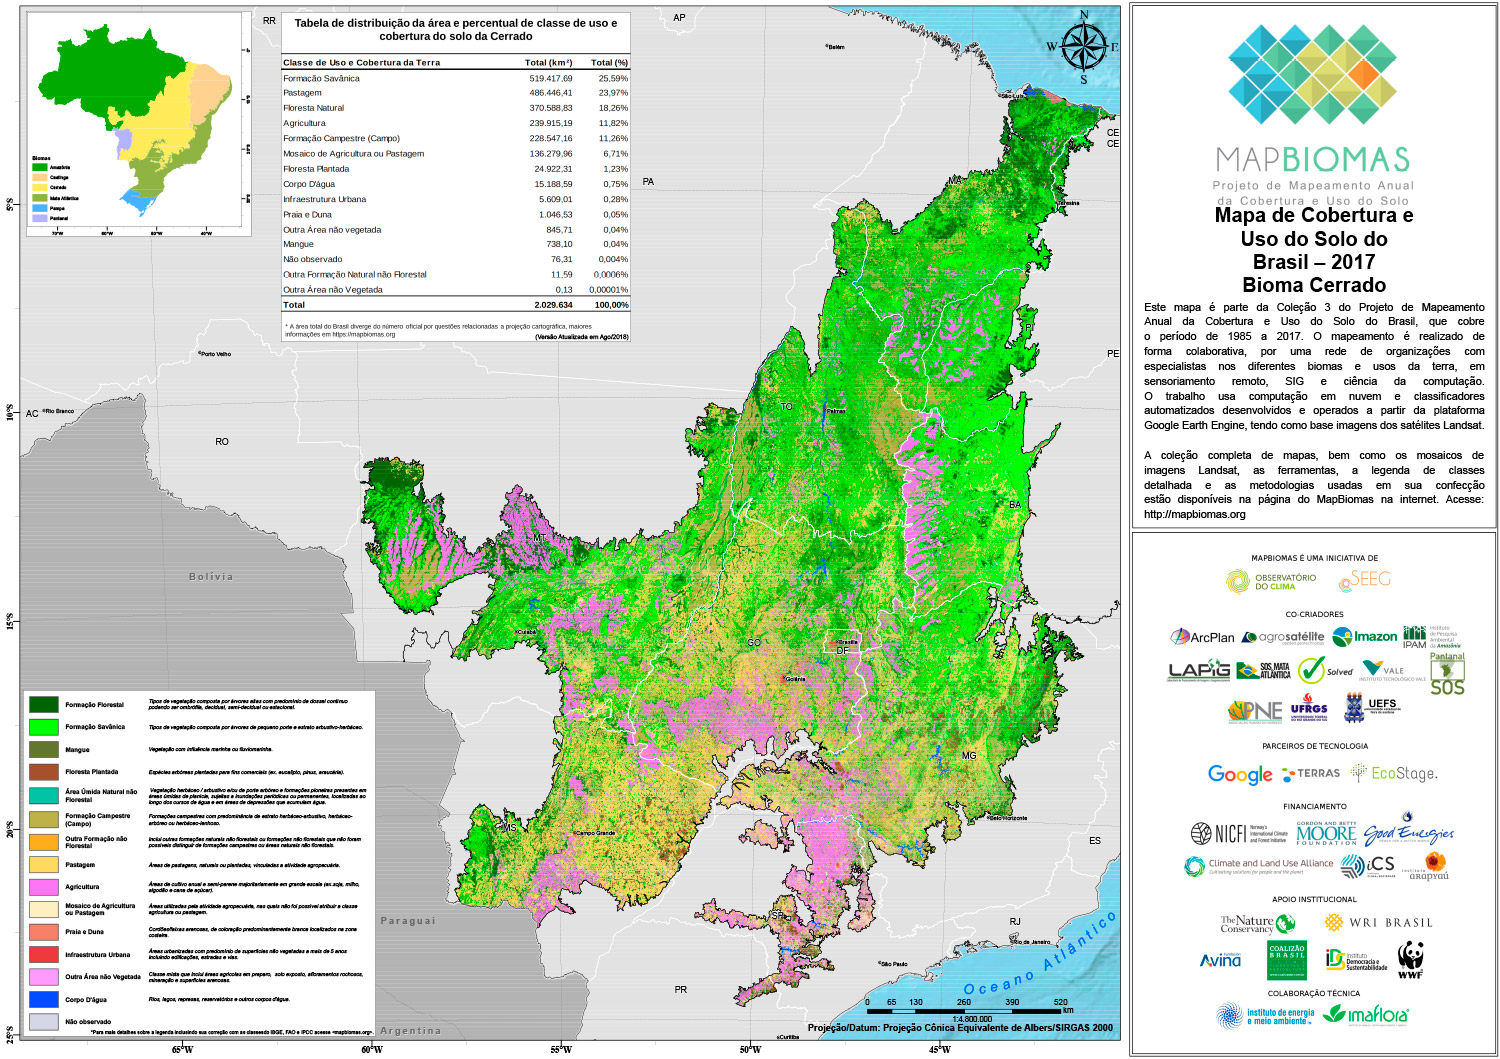 Tabela de distribuição da área e percentual de classe de uso e
cobertura do solo da Cerrado
Classe de Uso e Cobertura da Terra Total (km²) Total (%)
Formação Savânica 519.417,69 25,59%
Pastagem 486.446,41 23,97%
Floresta Natural 370.588,83 18,26%
Agricultura 239.915,19 11,82%
Formação Campestre (Campo) 228.547,16 11,26%
Mosaico de Agricultura ou Pastagem 136.279,96 6,71%
Floresta Plantada 24.922,31 1,23%
Corpo D'água 15.188,59 0,75%
Infraestrutura Urbana 5.609,01 0,28%
Praia e Duna 1.046,53 0,05%
Outra Área não vegetada 845,71 0,04%
Mangue 738,10 0,04%
Não observado 76,31 0,004%
Outra Formação Natural não Florestal 11,59 0,0006%
Outra Área não Vegetada 0,13 0,00001%
Total 2.029.634 100,00%
* A área total do Brasil diverge do número oficial por questões relacionadas a projeção cartográfica, maiores
informações em https://mapbiomas.org
(Versão Atualizada em Ago/2018)
Biomas
Amazônia
Caatinga
Cerrado
Mata Atlântica
Pampa
Pantanal
70°W 60°W 50°W 40°W
RR
AP
PA
MA
CE
CE
PI
PE
AC
RO
TO
BA
MT
GO
DF
MG
MS
ES
SP
RJ
PR
N
W E
S
Belém
São Luís
Teresina
Porto Velho
Rio Branco
Palmas
Cuiabá
Brasília
Goiânia
Campo Grande
Belo Horizonte
Rio de Janeiro
São Paulo
Curitiba
Bolívia
Paraguai
Argentina
Oceano Atlântico
5°S
10°S
15°S
20°S
25°S
65°W 60°W 55°W 50°W 45°W
0 65 130 260 390 520
km
1:4.800.000
Projeção/Datum: Projeção Cônica Equivalente de Albers/SIRGAS 2000
Formação Florestal Tipos de vegetação composta por árvores altas com predomínio de dossel contínuo
podendo ser ombrófila, decidual, semi-decidual ou estacional.
Formação Savânica Tipos de vegetação composta por árvores de pequeno porte e estrato arbustivo-herbáceo.
Mangue Vegetação com influência marinha ou fluviomarinha.
Floresta Plantada Espécies arbóreas plantadas para fins comerciais (ex. eucalipto, pinus, araucária).
Área Úmida Natural não
Florestal
Vegetação herbáceo / arbustivo e/ou de porte arbóreo e formações pioneiras presentes em
áreas úmidas de planície, sujeitas a inundações periódicas ou permanentes, localizadas ao
longo dos cursos de água e em áreas de depressões que acumulam água.
Formação Campestre
(Campo)
Formações campestres com predominância de estrato herbáceo-arbustivo, herbáceo-
arbóreo ou herbáceo-lenhoso.
Outra Formação não
Florestal
Inclui outras formações naturais não florestais ou formações não florestais que não foram
possíveis distinguir de formações campestres ou áreas naturais não florestais.
Pastagem Áreas de pastagens, naturais ou plantadas, vinculadas a atividade agropecuária.
Agricultura Áreas de cultivo anual e semi-perene majoritariamente em grande escala (ex.soja, milho,
algodão e cana de açúcar).
Mosaico de Agricultura
ou Pastagem
Áreas utilizadas pela atividade agropecuária, nas quais não foi possível atribuir a classe
agricultura ou pastagem.
Praia e Duna Cordões/faixas arenosas, de coloração predominantemente branca localizados na zona
costeira.
Infraestrutura Urbana Áreas urbanizadas com predomínio de superfícies não vegetadas a mais de 5 anos
incluindo edificações, estradas e vias.
Outra Área não Vegetada Classe mista que inclui áreas agrícolas em preparo, solo exposto, afloramentos rochosos,
mineração e superfícies arenosas.
Corpo D'água Rios, lagos, represas, reservatórios e outros corpos d'água.
Não observado
*Para mais detalhes sobre a legenda incluindo sua correção com as classes do IBGE, FAO e IPCC acesse <mapbiomas.org>.
MAPBIOMAS
Projeto de Mapeamento Anual
da Cobertura e Uso do Solo
Mapa de Cobertura e
Uso do Solo do
Brasil – 2017
Bioma Cerrado
Este mapa é parte da Coleção 3 do Projeto de Mapeamento
Anual da Cobertura e Uso do Solo do Brasil, que cobre
o período de 1985 a 2017. O mapeamento é realizado de
forma colaborativa, por uma rede de organizações com
especialistas nos diferentes biomas e usos da terra, em
sensoriamento remoto, SIG e ciência da computação.
O trabalho usa computação em nuvem e classificadores
automatizados desenvolvidos e operados a partir da plataforma
Google Earth Engine, tendo como base imagens dos satélites Landsat.
A coleção completa de mapas, bem como os mosaicos de
imagens Landsat, as ferramentas, a legenda de classes
detalhada e as metodologias usadas em sua confecção
estão disponíveis na página do MapBiomas na internet. Acesse:
http://mapbiomas.org
MAPBIOMAS É UMA INICIATIVA DE
OBSERVATÓRIO
DO CLIMA
SEEG
CO-CRIADORES
ArcPlan
agrosatélite
Imazon
IPAM
Instituto
de Pesquisa
Ambiental
da Amazônia
LAPIG
SOS MATA
ATLÂNTICA
Solved
VALE
INSTITUTO TECNOLÓGICO VALE
Pantanal
SOS
PNE
UFRGS
UNIVERSIDADE FEDERAL
DO RIO GRANDE DO SUL
UEFS
PARCEIROS DE TECNOLOGIA
Google
TERRAS
EcoStage.
FINANCIAMENTO
NICFI
Norway's
International Climate
and Forest Initiative
GORDON AND BETTY
MOORE
FOUNDATION
Good Energies
Climate and Land Use Alliance
Cultivating solutions for people and the planet
iCS
instituto
arapyaú
APOIO INSTITUCIONAL
The Nature
Conservancy
WRI BRASIL
Fundación
Avina
COALIZÃO
BRASIL
iDS
Instituto
Democracia e
Sustentabilidade
WWF
COLABORAÇÃO TÉCNICA
instituto de energia
e meio ambiente
imaflora